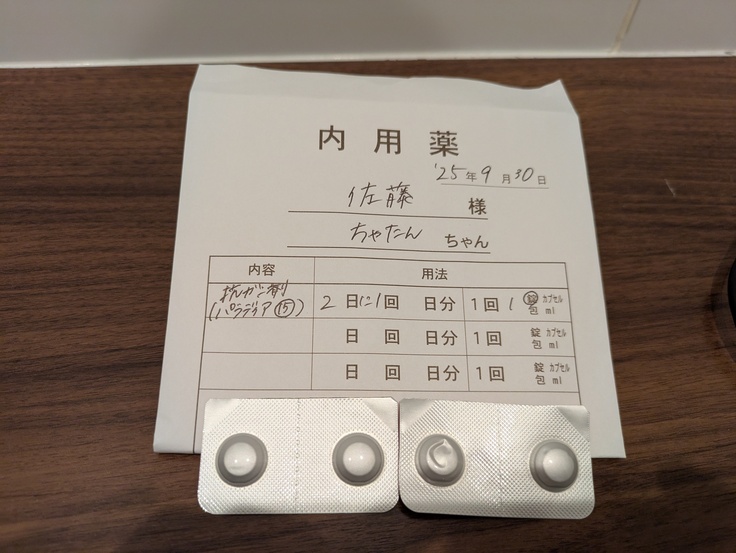 内用薬
'25年9月30日
佐藤 様
ちゃたん ちゃん
内容 用法
抗がん剤 (パラディア⑮) 2日に1回 日分 1回 1 錠 カプセル 包 ml
日 回 日分 1回 錠 カプセル 包 ml
日 回 日分 1回 錠 カプセル 包 ml